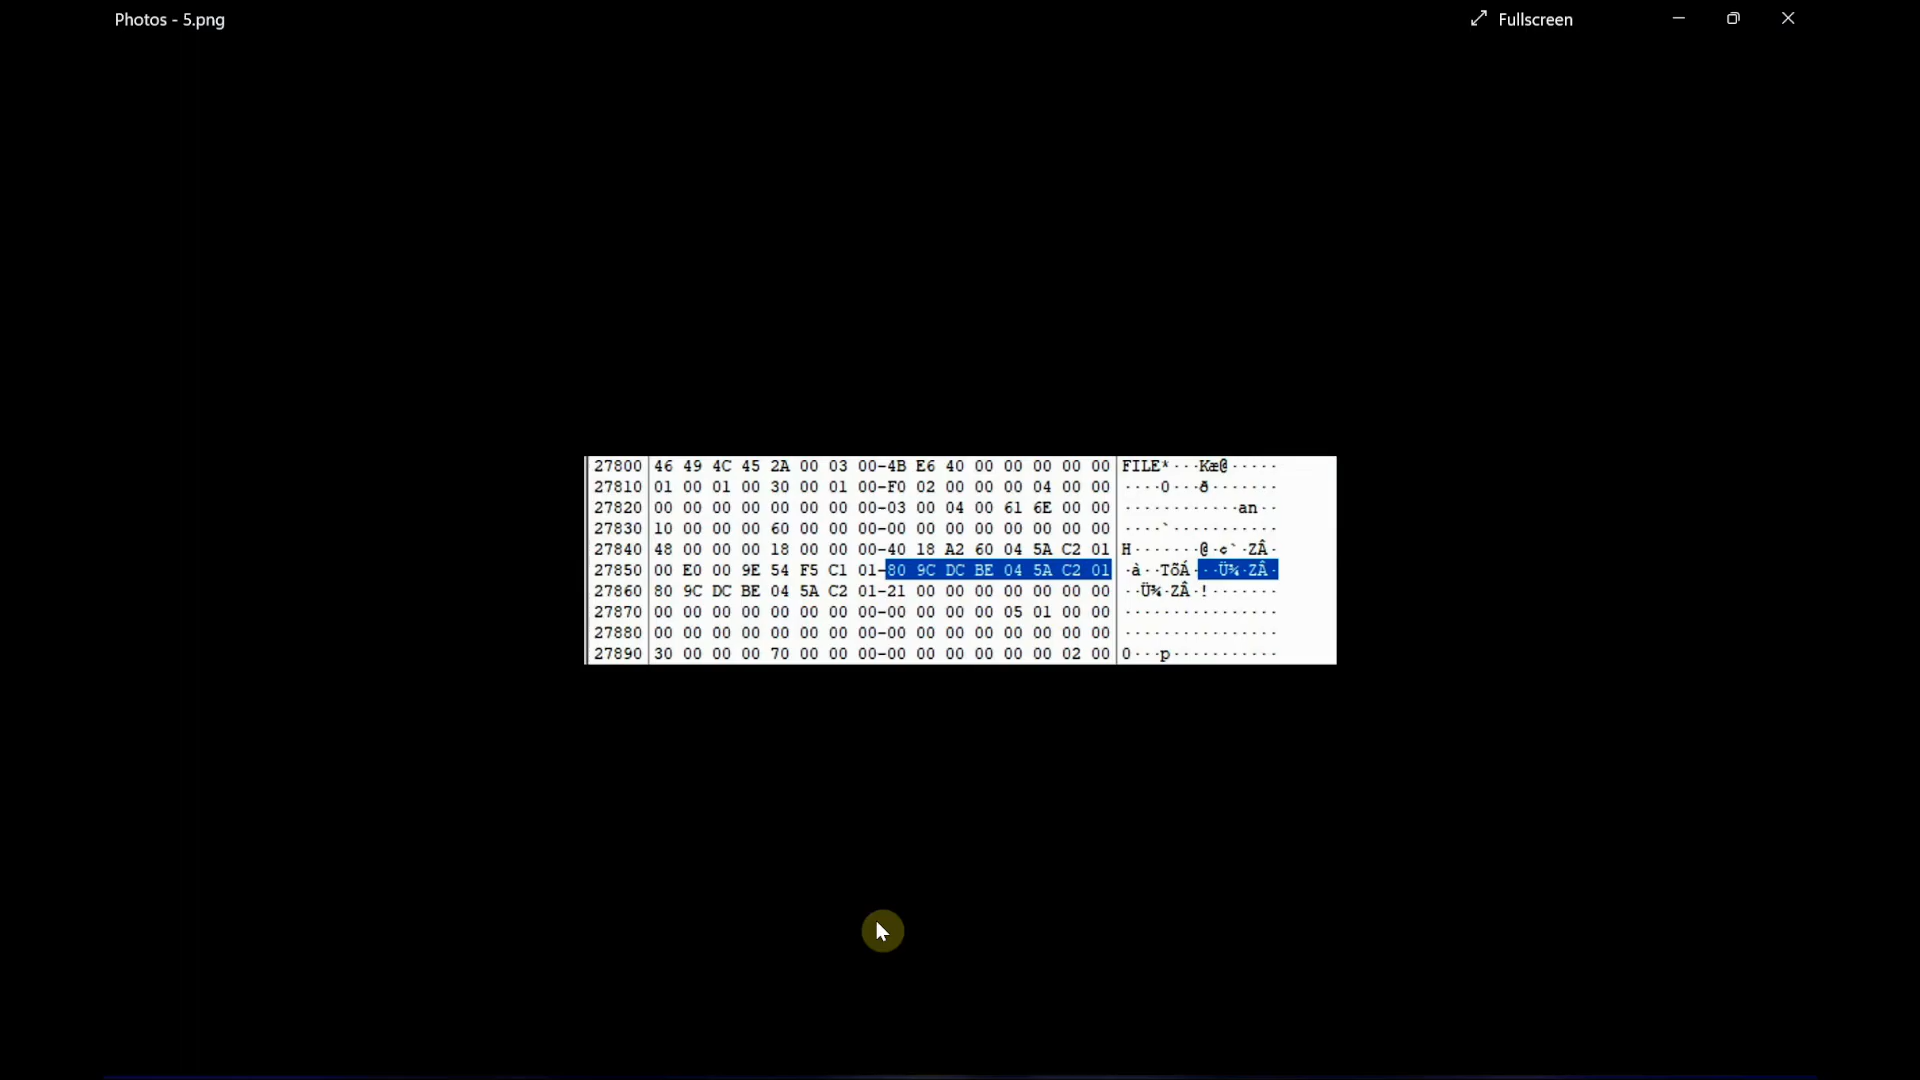 Photos - 5.png
Fullscreen
27800 46 49 4C 45 2A 00 03 00-4B E6 40 00 00 00 00 00 FILE*···Kæ@·····
27810 01 00 01 00 30 00 01 00-F0 02 00 00 00 04 00 00 ····0···ð·······
27820 00 00 00 00 00 00 00 00-03 00 04 00 61 6E 00 00 ············an··
27830 10 00 00 00 60 00 00 00-00 00 00 00 00 00 00 00 ····`···········
27840 48 00 00 00 18 00 00 00-40 18 A2 60 04 5A C2 01 H·······@·¢`·ZÂ·
27850 00 E0 00 9E 54 F5 C1 01-80 9C DC BE 04 5A C2 01 ·à··TõÁ···Ü¾·ZÂ·
27860 80 9C DC BE 04 5A C2 01-21 00 00 00 00 00 00 00 ··Ü¾·ZÂ·!·······
27870 00 00 00 00 00 00 00 00-00 00 00 00 05 01 00 00 ················
27880 00 00 00 00 00 00 00 00-00 00 00 00 00 00 00 00 ················
27890 30 00 00 00 70 00 00 00-00 00 00 00 00 00 02 00 0···p···········